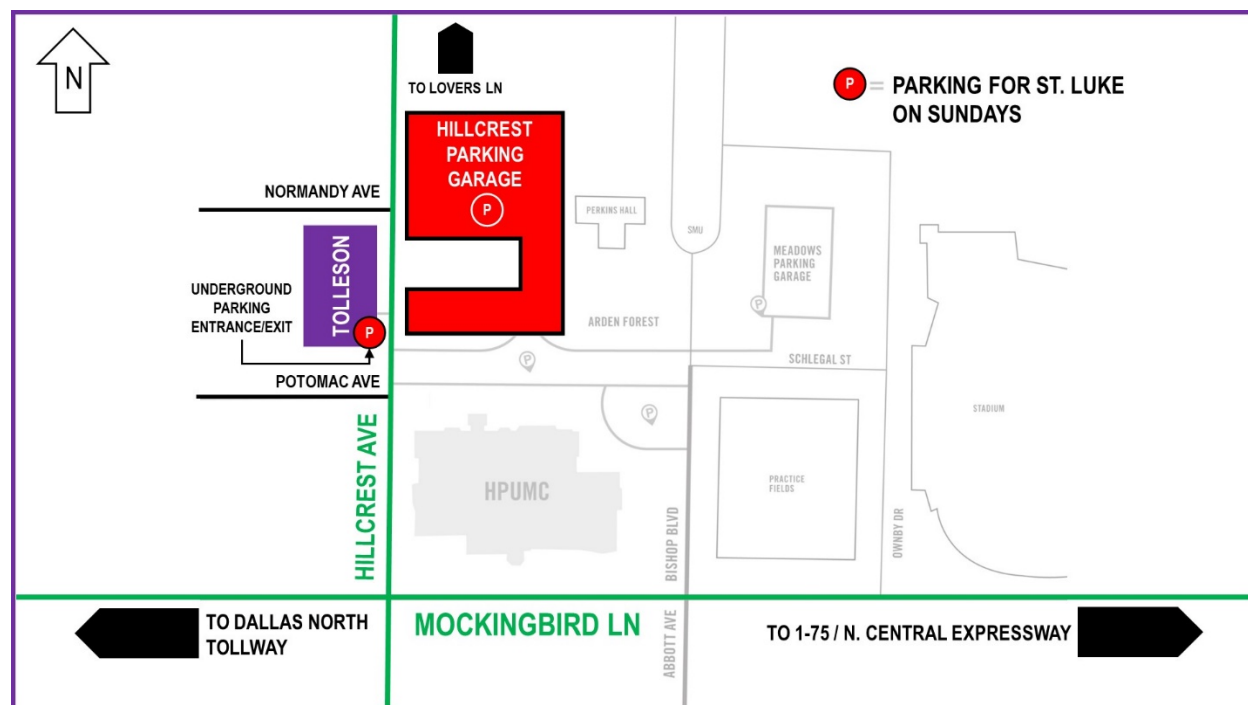 N
TO LOVERS LN
P
= PARKING FOR ST. LUKE
ON SUNDAYS
HILLCREST
PARKING
GARAGE
P
NORMANDY AVE
PERKINS HALL
SMU
MEADOWS
PARKING
GARAGE
P
TOLLESON
UNDERGROUND
PARKING
ENTRANCE/EXIT
P
ARDEN FOREST
SCHLEGAL ST
P
POTOMAC AVE
P
STADIUM
HILLCREST AVE
HPUMC
BISHOP BLVD
PRACTICE
FIELDS
OWNBY DR
TO DALLAS NORTH
TOLLWAY
MOCKINGBIRD LN
ABBOTT AVE
TO 1-75 / N. CENTRAL EXPRESSWAY